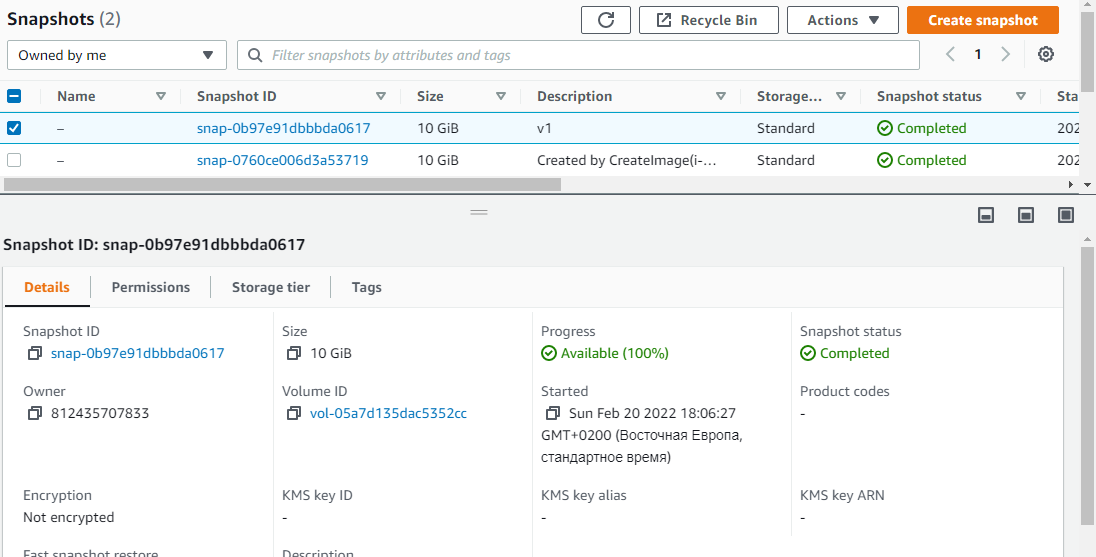 Snapshots (2)
Recycle Bin
Actions
Create snapshot
Owned by me
Filter snapshots by attributes and tags
1
Name Snapshot ID Size Description Storage... Snapshot status Sta
– snap-0b97e91dbbbda0617 10 GiB v1 Standard Completed 202
– snap-0760ce006d3a53719 10 GiB Created by CreateImage(i-... Standard Completed 202
Snapshot ID: snap-0b97e91dbbbda0617
Details Permissions Storage tier Tags
Snapshot ID Size Progress Snapshot status
snap-0b97e91dbbbda0617 10 GiB Available (100%) Completed
Owner Volume ID Started Product codes
812435707833 vol-05a7d135dac5352cc Sun Feb 20 2022 18:06:27 -
GMT+0200 (Восточная Европа,
стандартное время)
Encryption KMS key ID KMS key alias KMS key ARN
Not encrypted - - -
Fast snapshot restore Description